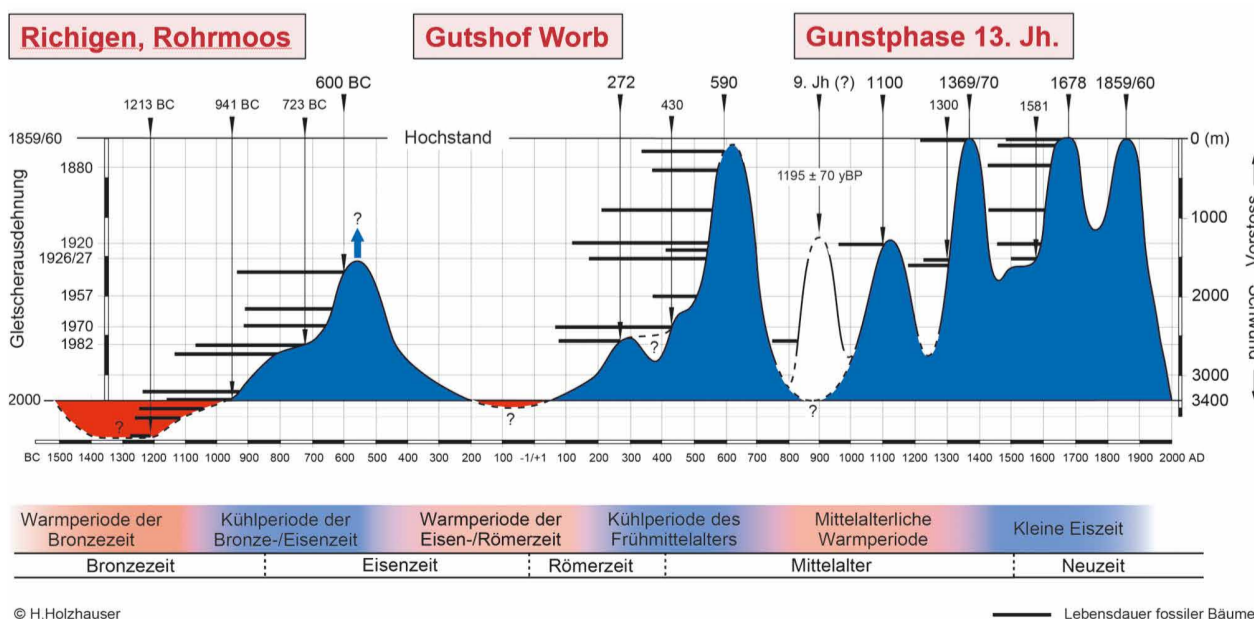 Richigen, Rohrmoos
Gutshof Worb
Gunstphase 13. Jh.
600 BC
272
590
9. Jh (?)
1100
1369/70
1678
1859/60
1213 BC
941 BC
723 BC
430
1300
1581
1859/60
Hochstand
0 (m)
1880
1195 ± 70 yBP
?
1000
1920
1926/27
1957
2000
1970
1982
?
3000
2000
3400
?
?
?
Gletscherausdehnung
Vorstoss
BC 1500 1400 1300 1200 1100 1000 900 800 700 600 500 400 300 200 100 -1/+1 100 200 300 400 500 600 700 800 900 1000 1100 1200 1300 1400 1500 1600 1700 1800 1900 2000 AD
Warmperiode der
Bronzezeit
Kühlperiode der
Bronze-/Eisenzeit
Warmperiode der
Eisen-/Römerzeit
Kühlperiode des
Frühmittelalters
Mittelalterliche
Warmperiode
Kleine Eiszeit
Bronzezeit
Eisenzeit
Römerzeit
Mittelalter
Neuzeit
© H.Holzhauser
Lebensdauer fossiler Bäume